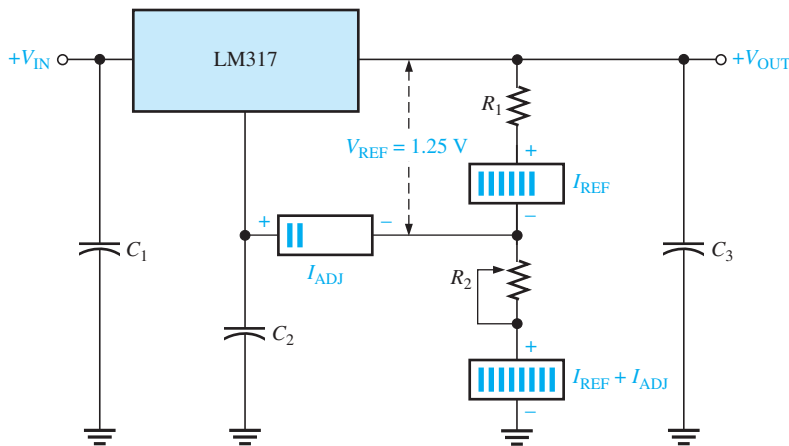 LM317
+V_IN
+V_OUT
R_1
V_REF = 1.25 V
+
I_REF
−
+
−
I_ADJ
C_1
C_3
R_2
C_2
+
I_REF + I_ADJ
−